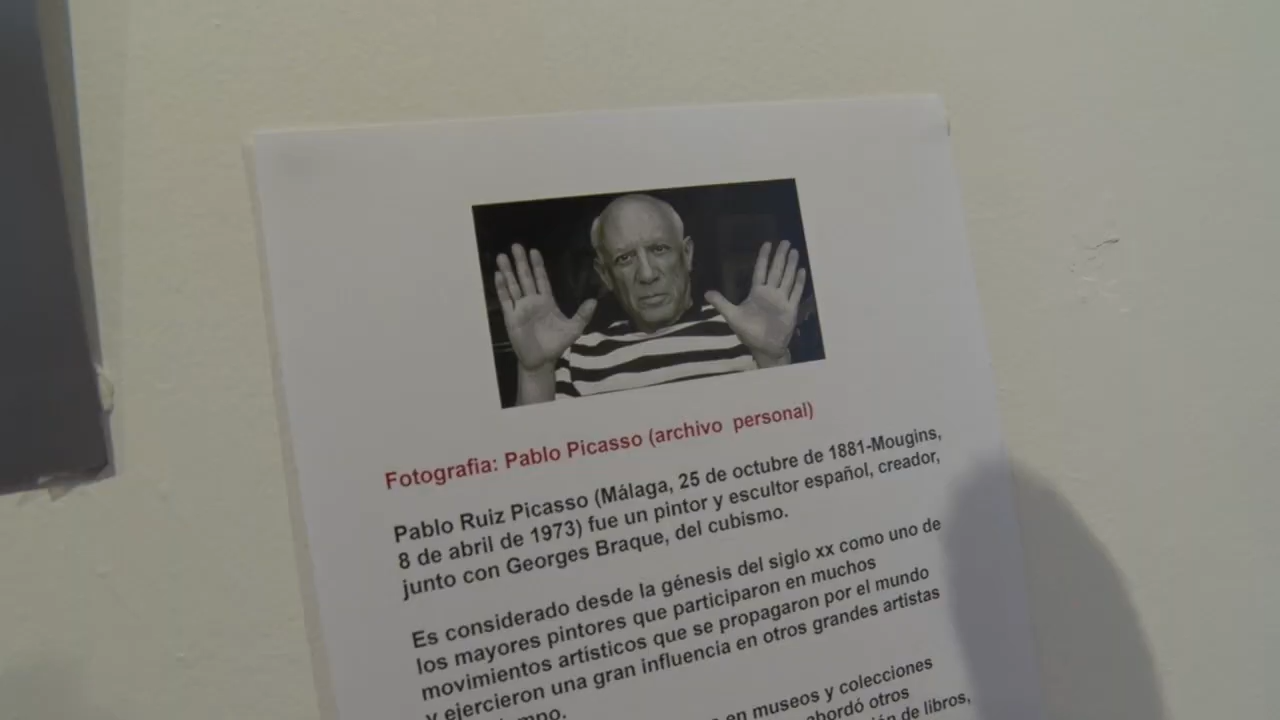 Fotografia: Pablo Picasso (archivo personal)
Pablo Ruiz Picasso (Málaga, 25 de octubre de 1881-Mougins,
8 de abril de 1973) fue un pintor y escultor español, creador,
junto con Georges Braque, del cubismo.
Es considerado desde la génesis del siglo xx como uno de
los mayores pintores que participaron en muchos
movimientos artísticos que se propagaron por el mundo
y ejercieron una gran influencia en otros grandes artistas
en museos y colecciones
abordó otros
de libros,